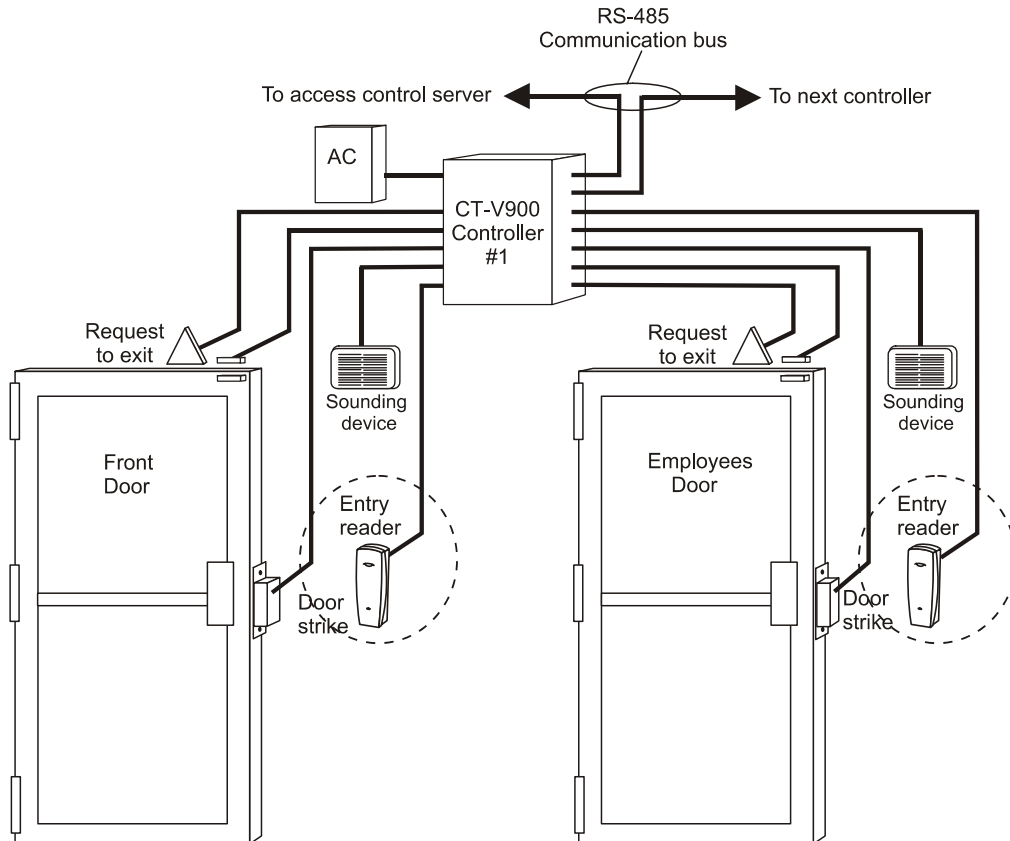 RS-485
Communication bus
To access control server
To next controller
AC
CT-V900
Controller
#1
Request
to exit
Sounding
device
Front
Door
Entry
reader
Door
strike
Request
to exit
Sounding
device
Employees
Door
Entry
reader
Door
strike